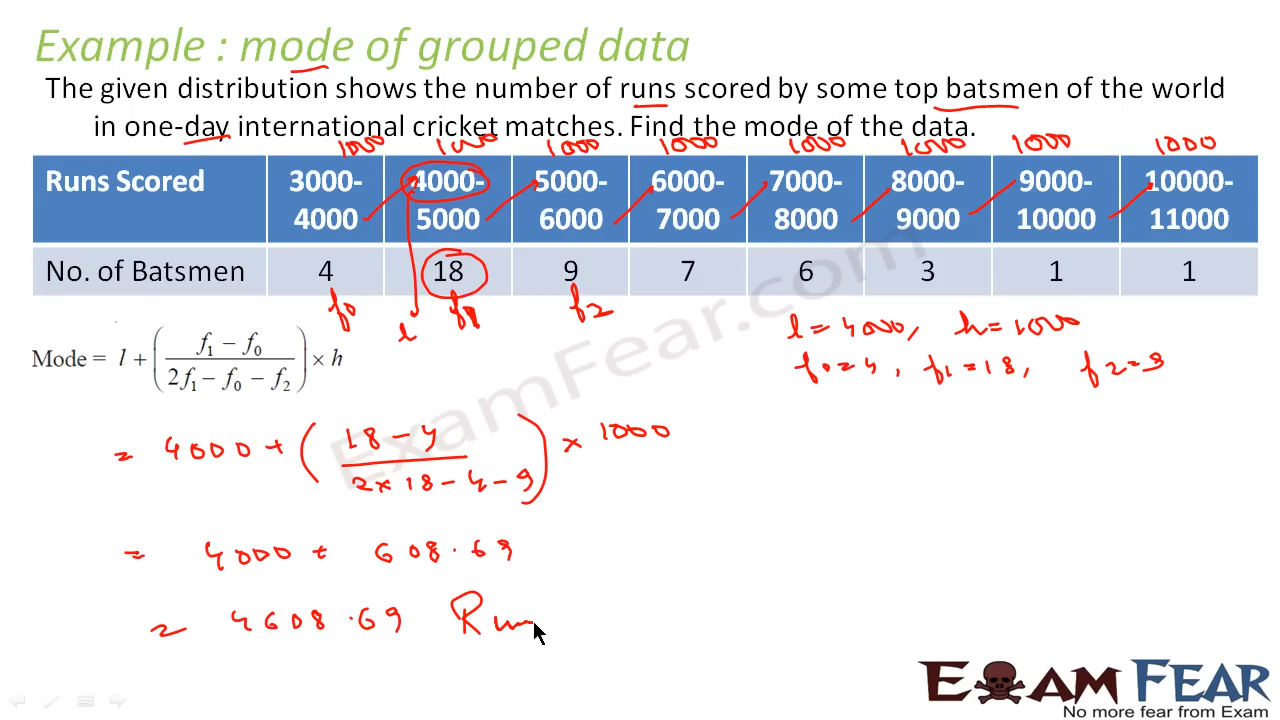 Example : mode of grouped data
The given distribution shows the number of runs scored by some top batsmen of the world
in one-day international cricket matches. Find the mode of the data.
1000 1000 1000 1000 1000 1000 1000 1000
Runs Scored 3000-4000 4000-5000 5000-6000 6000-7000 7000-8000 8000-9000 9000-10000 10000-11000
No. of Batsmen 4 18 9 7 6 3 1 1
f0 l f1 f2
l = 4000, h = 1000
f0 = 4, f1 = 18, f2 = 9
Mode = l + ( f1 − f0 / 2f1 − f0 − f2 ) × h
= 4000 + ( 18 − 4 / 2 × 18 − 4 − 9 ) × 1000
= 4000 + 608.69
= 4608.69 Run
ExamFear.com
EXAM FEAR
No more fear from Exam